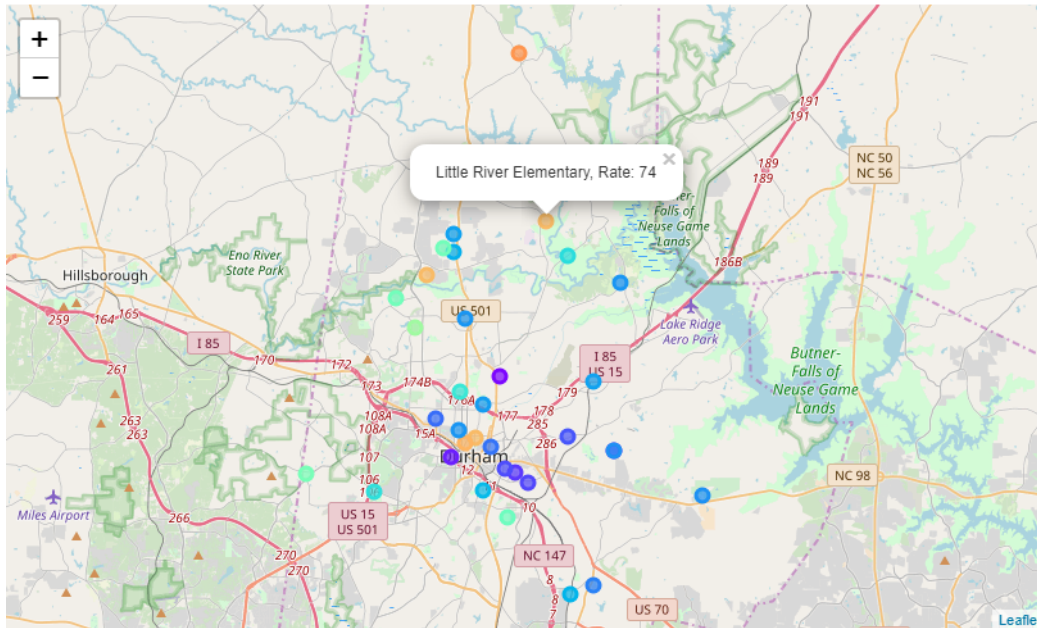 +
−
191
191
189
189
NC 50
NC 56
×
Little River Elementary, Rate: 74
Falls of
Neuse Game
Lands
Eno River
State Park
Hillsborough
186B
259
164
165
US 501
Lake Ridge
Aero Park
I 85
170
172
261
173
174B
176A
I 85
US 15
179
Butner-
Falls of
Neuse Game
Lands
263
263
108A
108A
15A
177
178
285
286
107
106
Durham
12
11
10
NC 98
Miles Airport
266
US 15
US 501
270
270
NC 147
8
8
7
US 70
Leafle